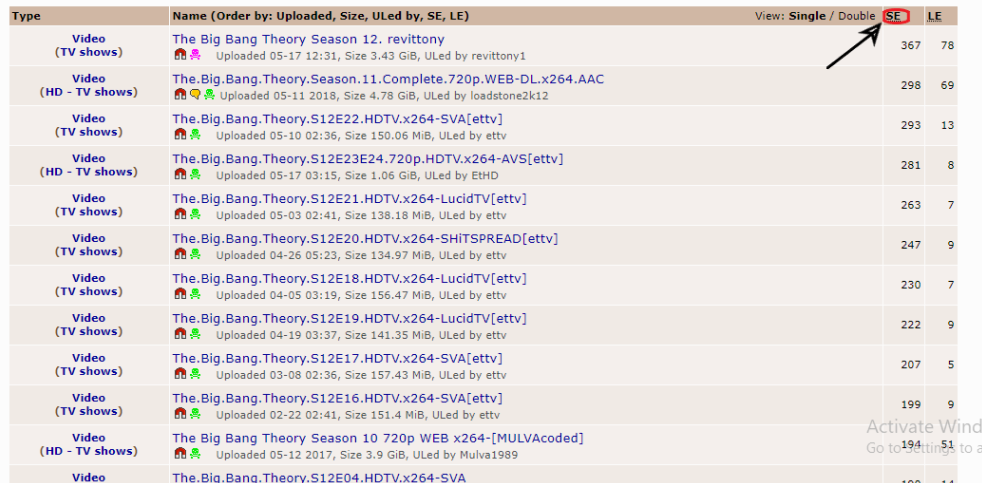 Type Name (Order by: Uploaded, Size, ULed by, SE, LE) View: Single / Double SE LE
Video
(TV shows)
The Big Bang Theory Season 12. revittony
Uploaded 05-17 12:31, Size 3.43 GiB, ULed by revittony1
367 78
Video
(HD - TV shows)
The.Big.Bang.Theory.Season.11.Complete.720p.WEB-DL.x264.AAC
Uploaded 05-11 2018, Size 4.78 GiB, ULed by loadstone2k12
298 69
Video
(TV shows)
The.Big.Bang.Theory.S12E22.HDTV.x264-SVA[ettv]
Uploaded 05-10 02:36, Size 150.06 MiB, ULed by ettv
293 13
Video
(HD - TV shows)
The.Big.Bang.Theory.S12E23E24.720p.HDTV.x264-AVS[ettv]
Uploaded 05-17 03:15, Size 1.06 GiB, ULed by EtHD
281 8
Video
(TV shows)
The.Big.Bang.Theory.S12E21.HDTV.x264-LucidTV[ettv]
Uploaded 05-03 02:41, Size 138.18 MiB, ULed by ettv
263 7
Video
(TV shows)
The.Big.Bang.Theory.S12E20.HDTV.x264-SHiTSPREAD[ettv]
Uploaded 04-26 05:23, Size 134.97 MiB, ULed by ettv
247 9
Video
(TV shows)
The.Big.Bang.Theory.S12E18.HDTV.x264-LucidTV[ettv]
Uploaded 04-05 03:19, Size 156.47 MiB, ULed by ettv
230 7
Video
(TV shows)
The.Big.Bang.Theory.S12E19.HDTV.x264-LucidTV[ettv]
Uploaded 04-19 03:37, Size 141.35 MiB, ULed by ettv
222 9
Video
(TV shows)
The.Big.Bang.Theory.S12E17.HDTV.x264-SVA[ettv]
Uploaded 03-08 02:36, Size 157.43 MiB, ULed by ettv
207 5
Video
(TV shows)
The.Big.Bang.Theory.S12E16.HDTV.x264-SVA[ettv]
Uploaded 02-22 02:41, Size 151.4 MiB, ULed by ettv
199 9
Activate Wind
Video
(HD - TV shows)
The Big Bang Theory Season 10 720p WEB x264-[MULVAcoded]
Uploaded 05-12 2017, Size 3.9 GiB, ULed by Mulva1989
194 51
Go to Settings to a
Video
The.Big.Bang.Theory.S12E04.HDTV.x264-SVA